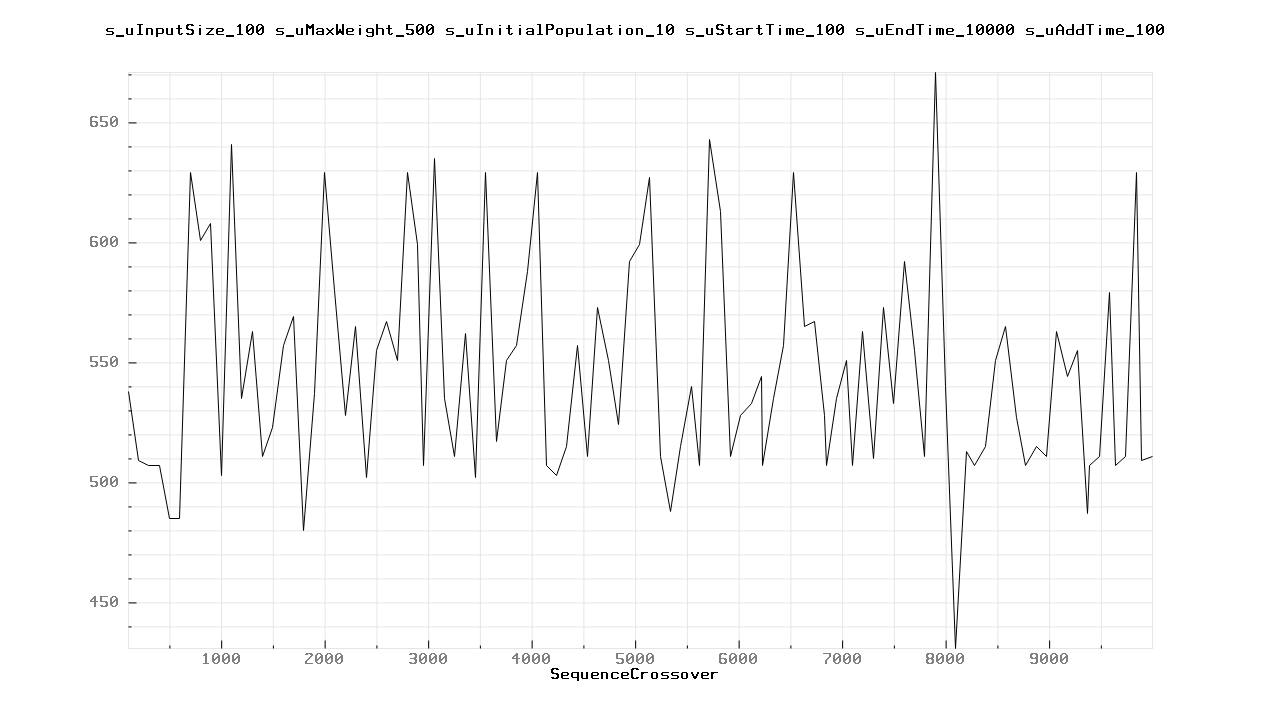 s_uInputSize_100 s_uMaxWeight_500 s_uInitialPopulation_10 s_uStartTime_100 s_uEndTime_10000 s_uAddTime_100
650
600
550
500
450
1000 2000 3000 4000 5000 6000 7000 8000 9000
SequenceCrossover